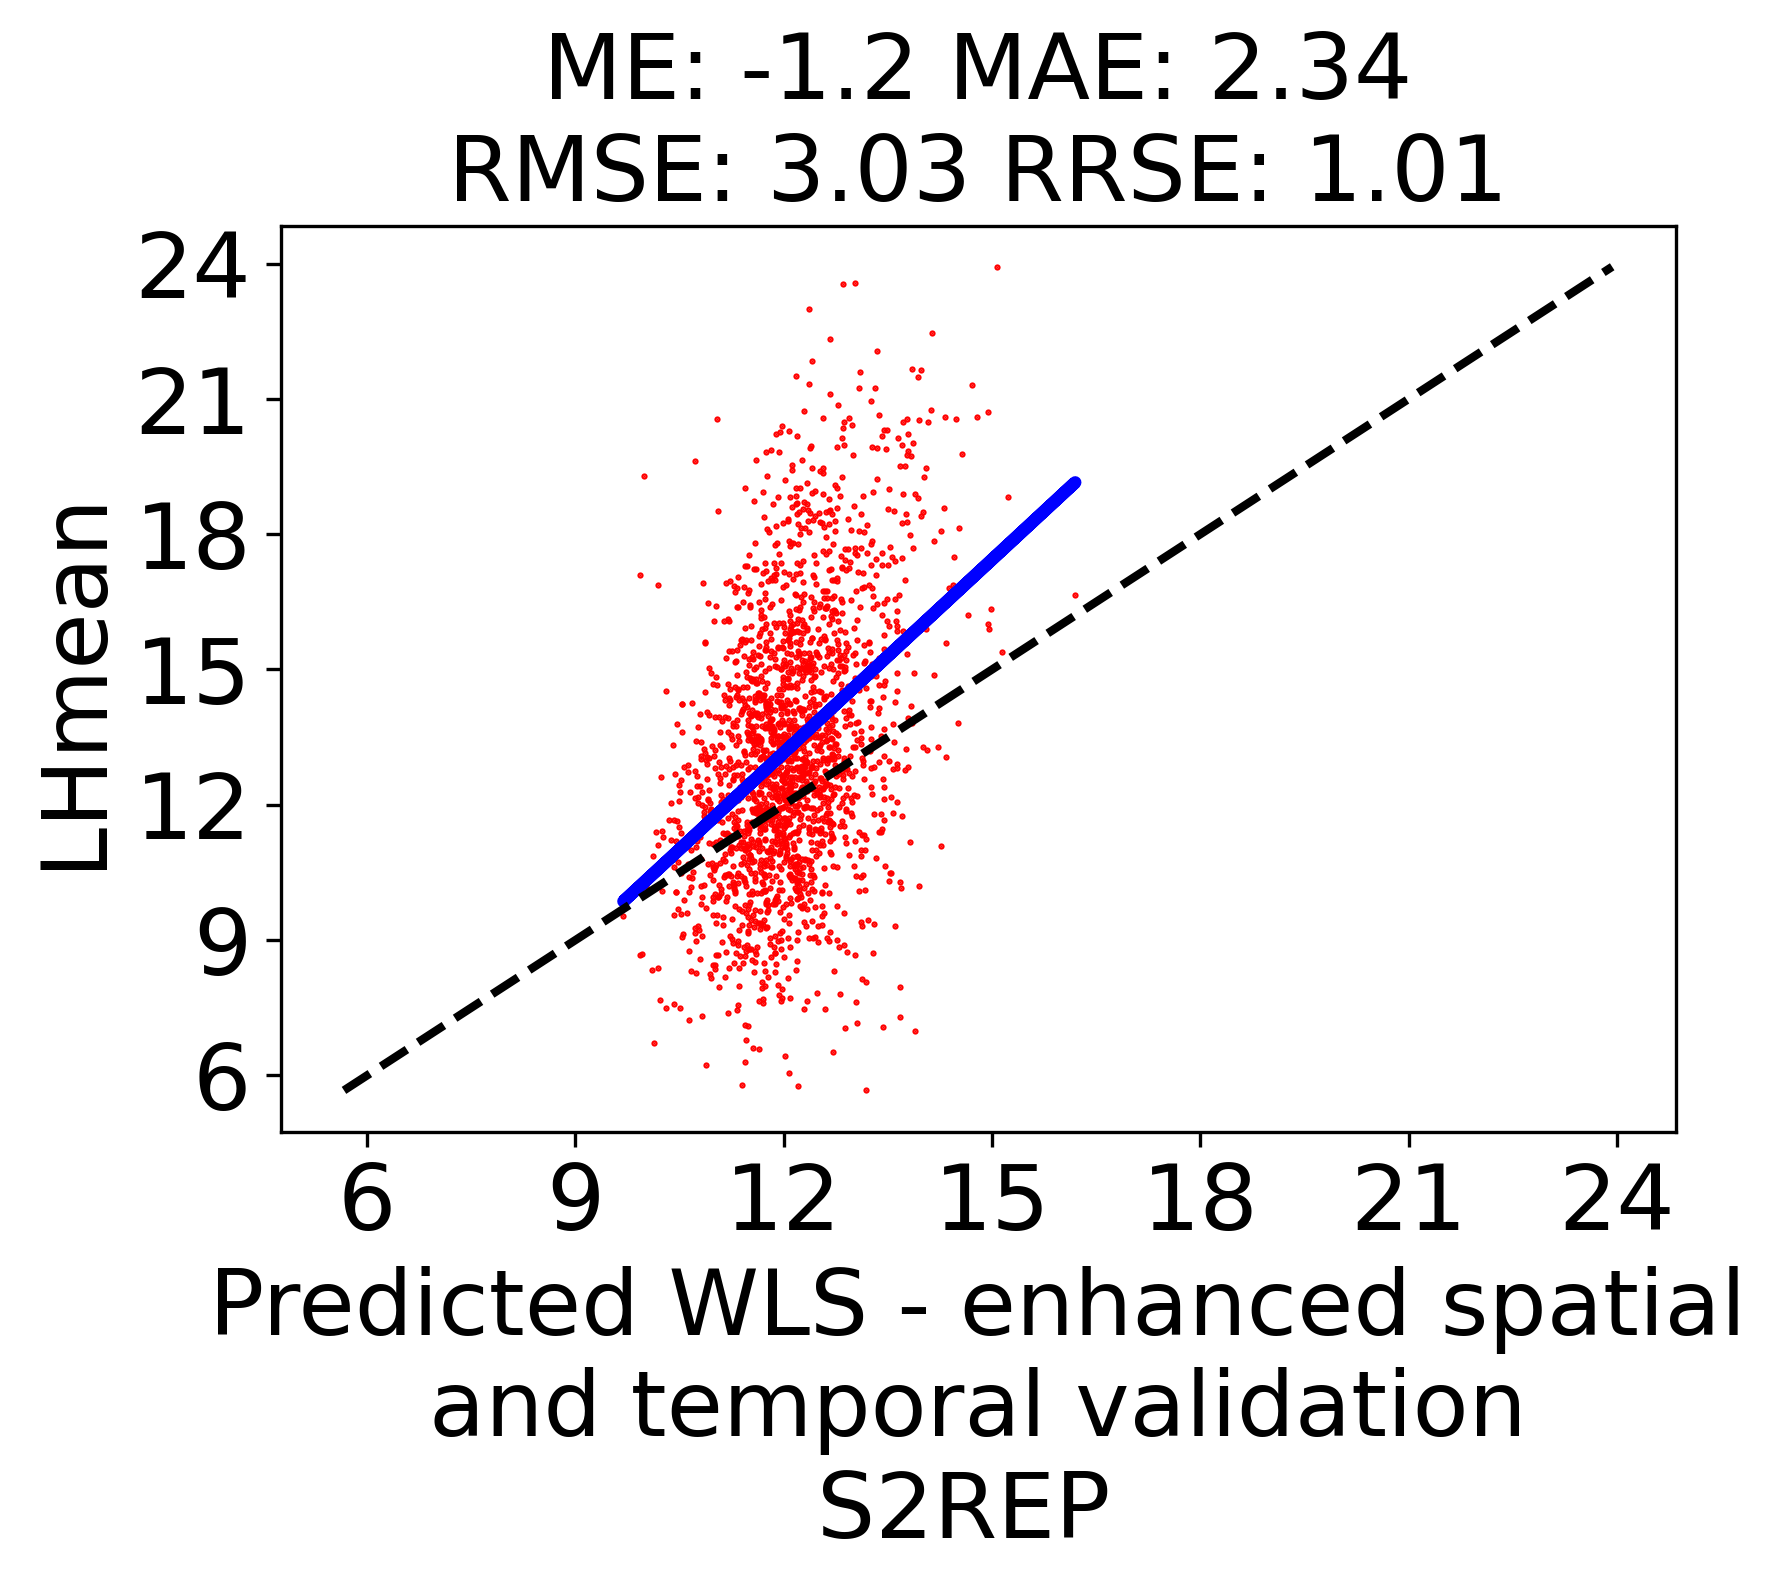 ME: -1.2 MAE: 2.34
RMSE: 3.03 RRSE: 1.01
24
21
18
15
12
9
6
LHmean
6 9 12 15 18 21 24
Predicted WLS - enhanced spatial
and temporal validation
S2REP